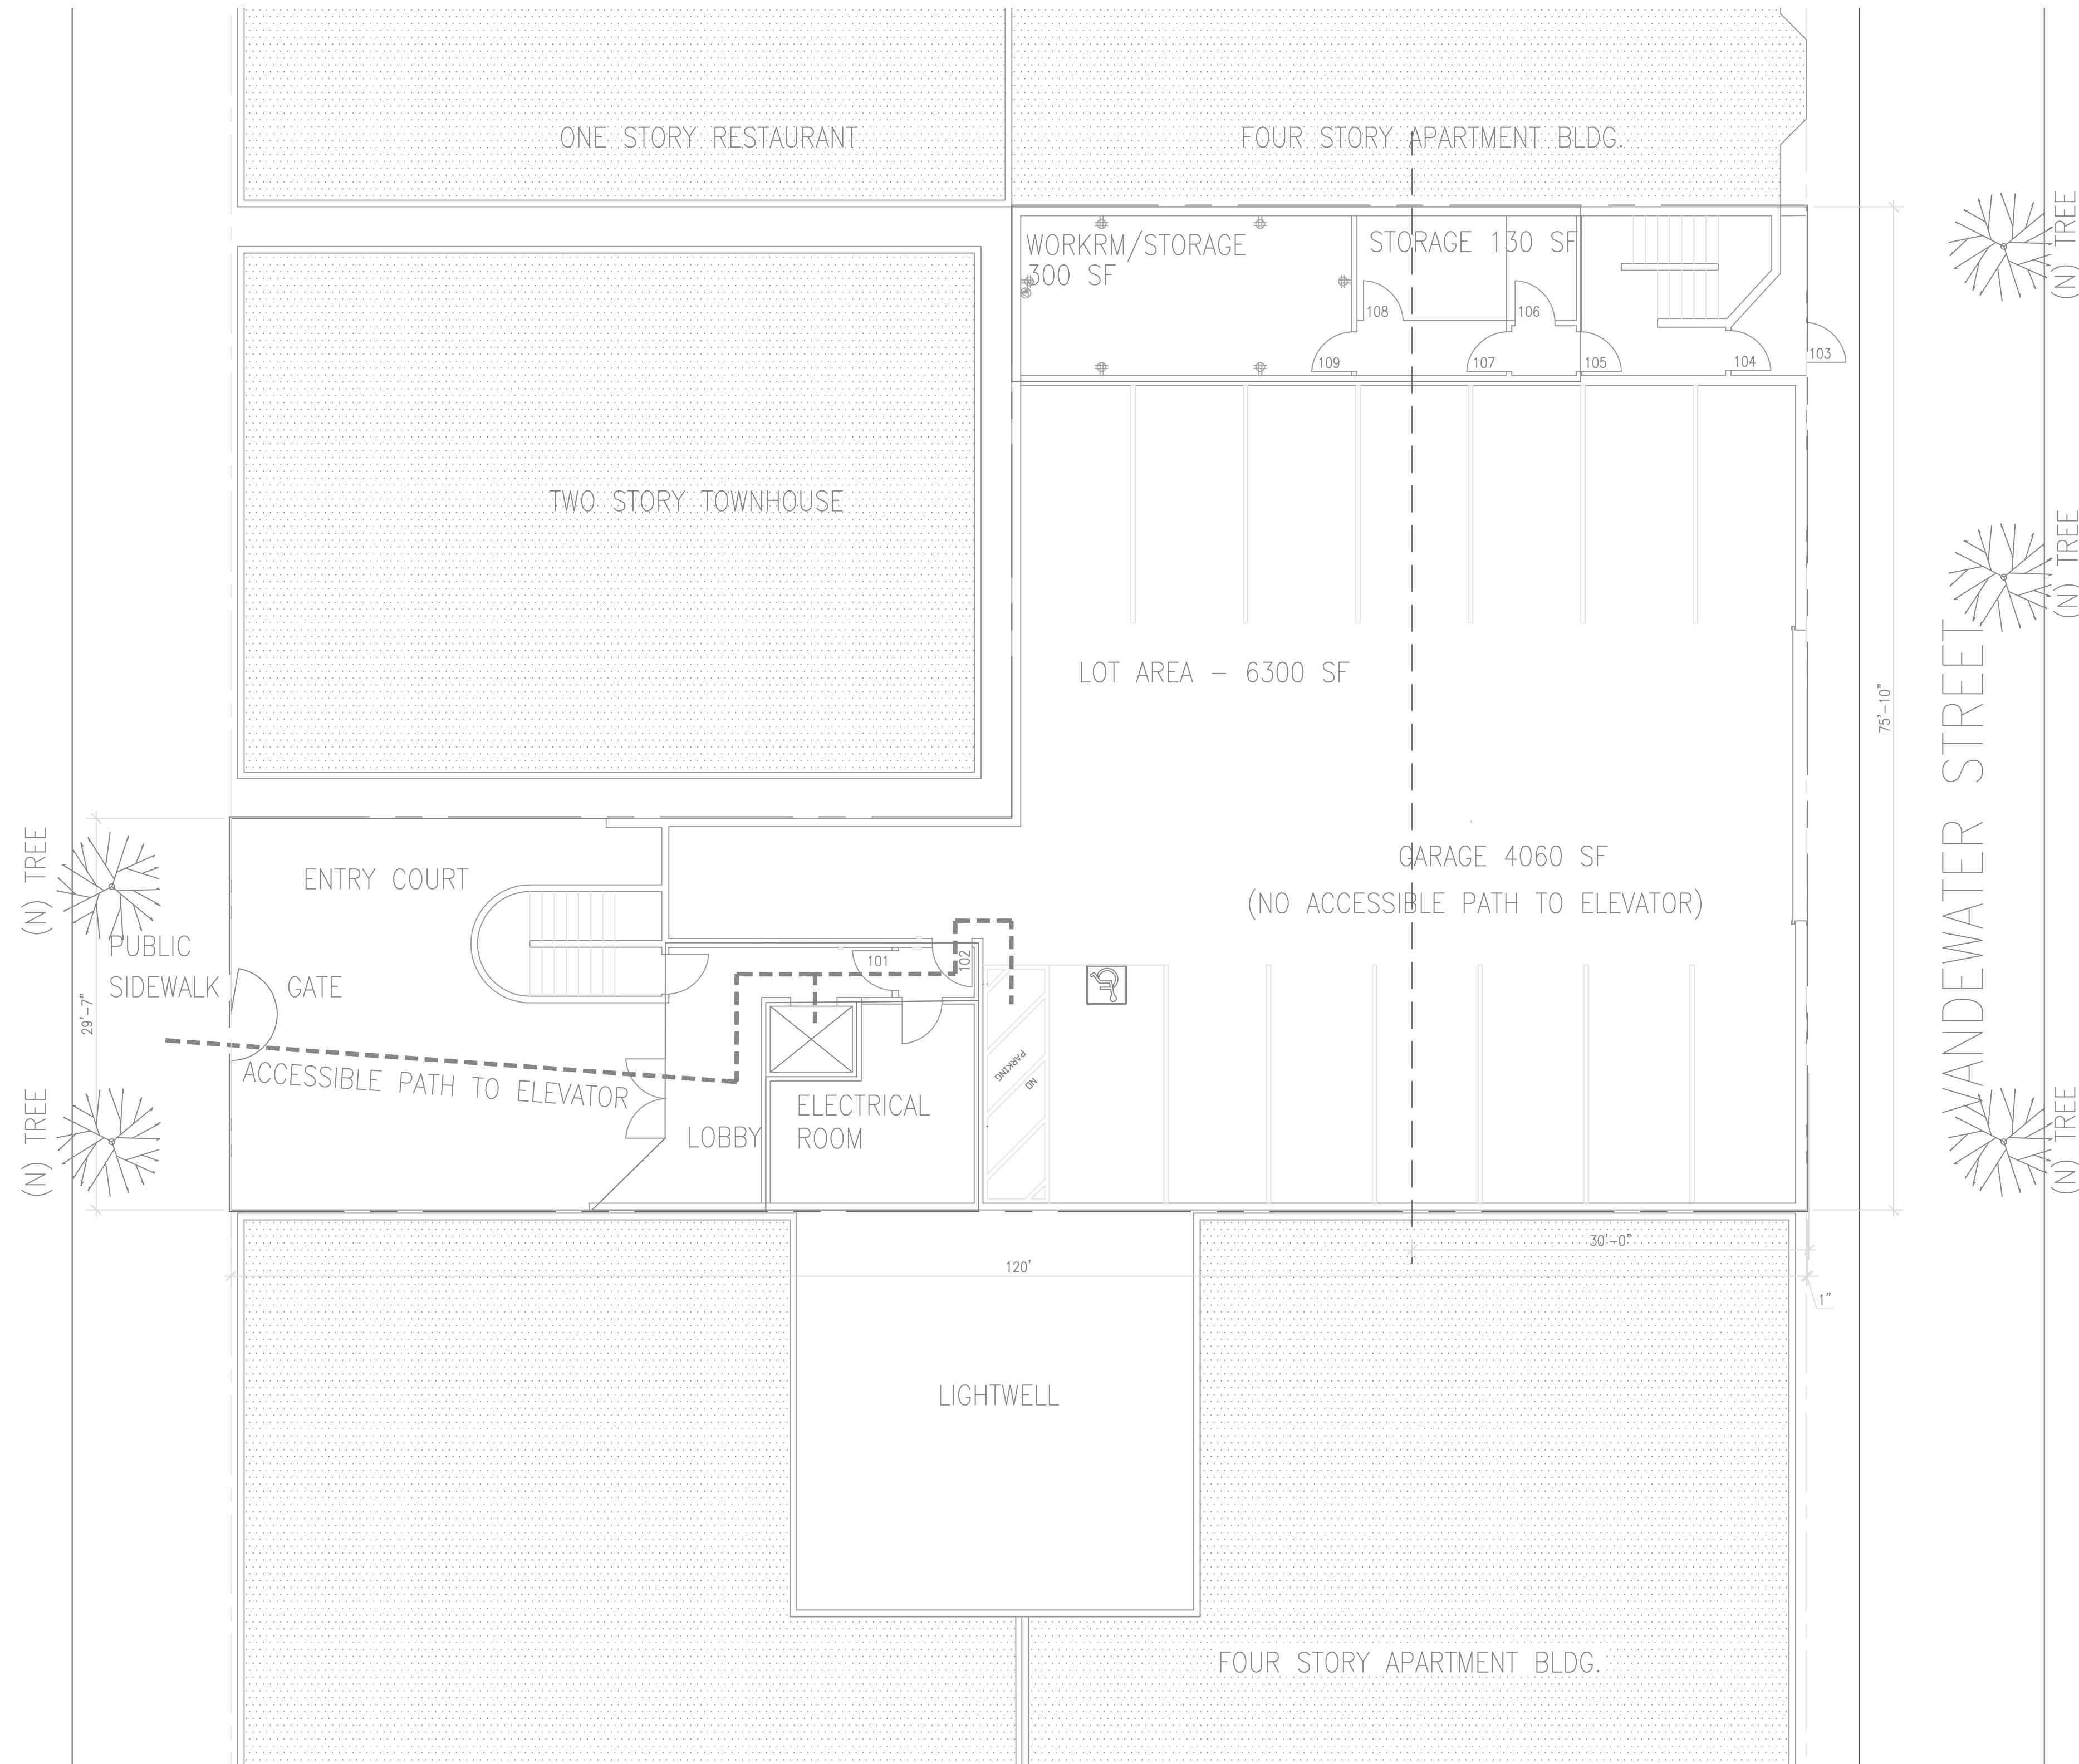 ONE STORY RESTAURANT
FOUR STORY APARTMENT BLDG.
(N) TREE
WORKRM/STORAGE
300 SF
STORAGE 130 SF
108
106
109
107
105
104
103
TWO STORY TOWNHOUSE
(N) TREE
LOT AREA - 6300 SF
75'-10"
VANDEWATER STREET
(N) TREE
ENTRY COURT
GARAGE 4060 SF
(NO ACCESSIBLE PATH TO ELEVATOR)
PUBLIC
SIDEWALK
GATE
101
102
29'-7"
NO
PARKING
ACCESSIBLE PATH TO ELEVATOR
(N) TREE
ELECTRICAL
ROOM
LOBBY
(N) TREE
30'-0"
120'
1"
LIGHTWELL
FOUR STORY APARTMENT BLDG.